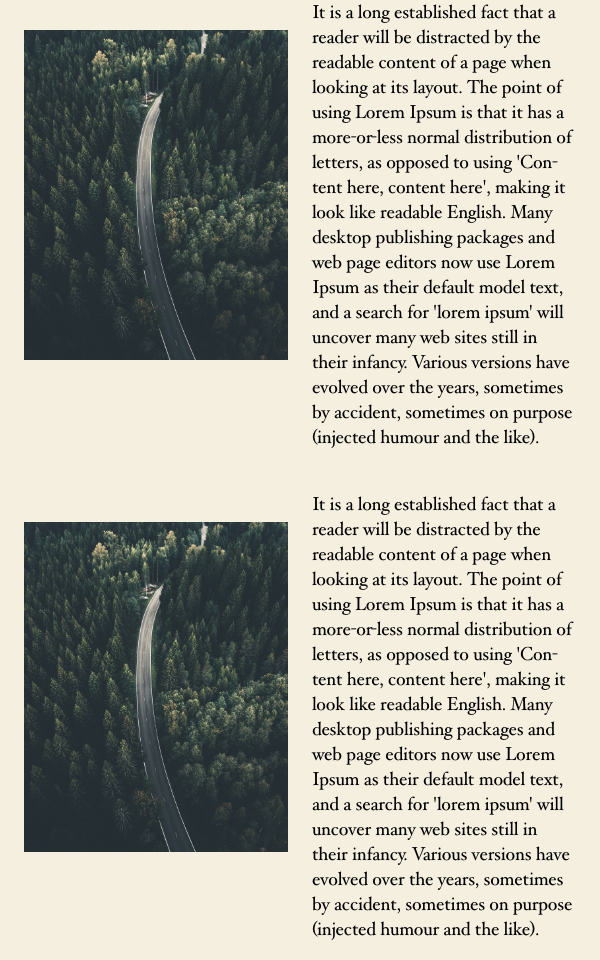 It is a long established fact that a
reader will be distracted by the
readable content of a page when
looking at its layout. The point of
using Lorem Ipsum is that it has a
more-or-less normal distribution of
letters, as opposed to using 'Con-
tent here, content here', making it
look like readable English. Many
desktop publishing packages and
web page editors now use Lorem
Ipsum as their default model text,
and a search for 'lorem ipsum' will
uncover many web sites still in
their infancy. Various versions have
evolved over the years, sometimes
by accident, sometimes on purpose
(injected humour and the like).
It is a long established fact that a
reader will be distracted by the
readable content of a page when
looking at its layout. The point of
using Lorem Ipsum is that it has a
more-or-less normal distribution of
letters, as opposed to using 'Con-
tent here, content here', making it
look like readable English. Many
desktop publishing packages and
web page editors now use Lorem
Ipsum as their default model text,
and a search for 'lorem ipsum' will
uncover many web sites still in
their infancy. Various versions have
evolved over the years, sometimes
by accident, sometimes on purpose
(injected humour and the like).